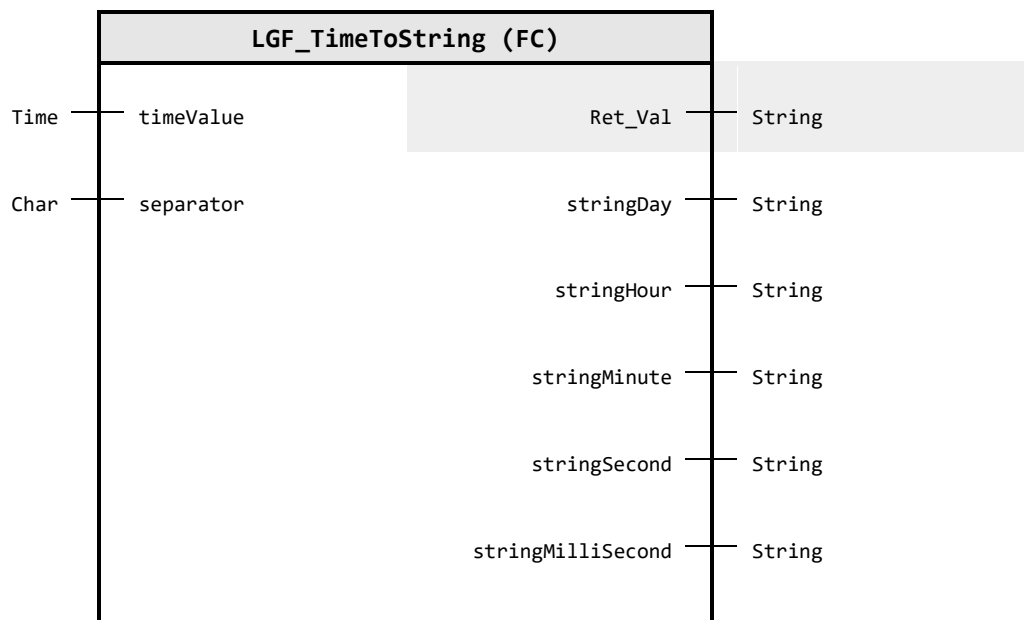 LGF_TimeToString (FC)
Time timeValue Ret_Val String
Char separator stringDay String
stringHour String
stringMinute String
stringSecond String
stringMilliSecond String